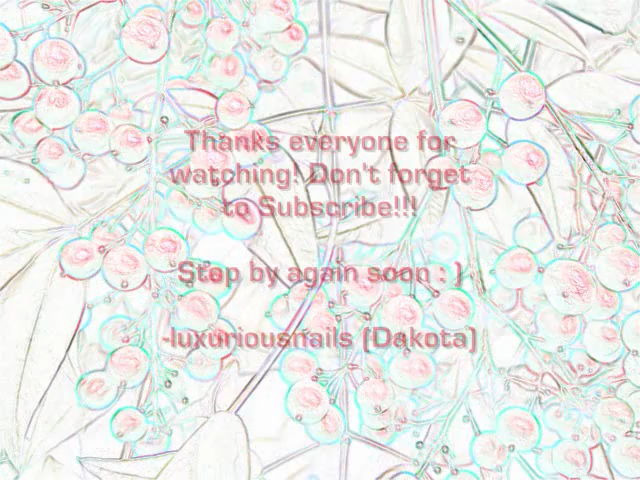 Thanks everyone for
watching! Don't forget
to Subscribe!!!
Stop by again soon : )
-luxuriousnails (Dakota)